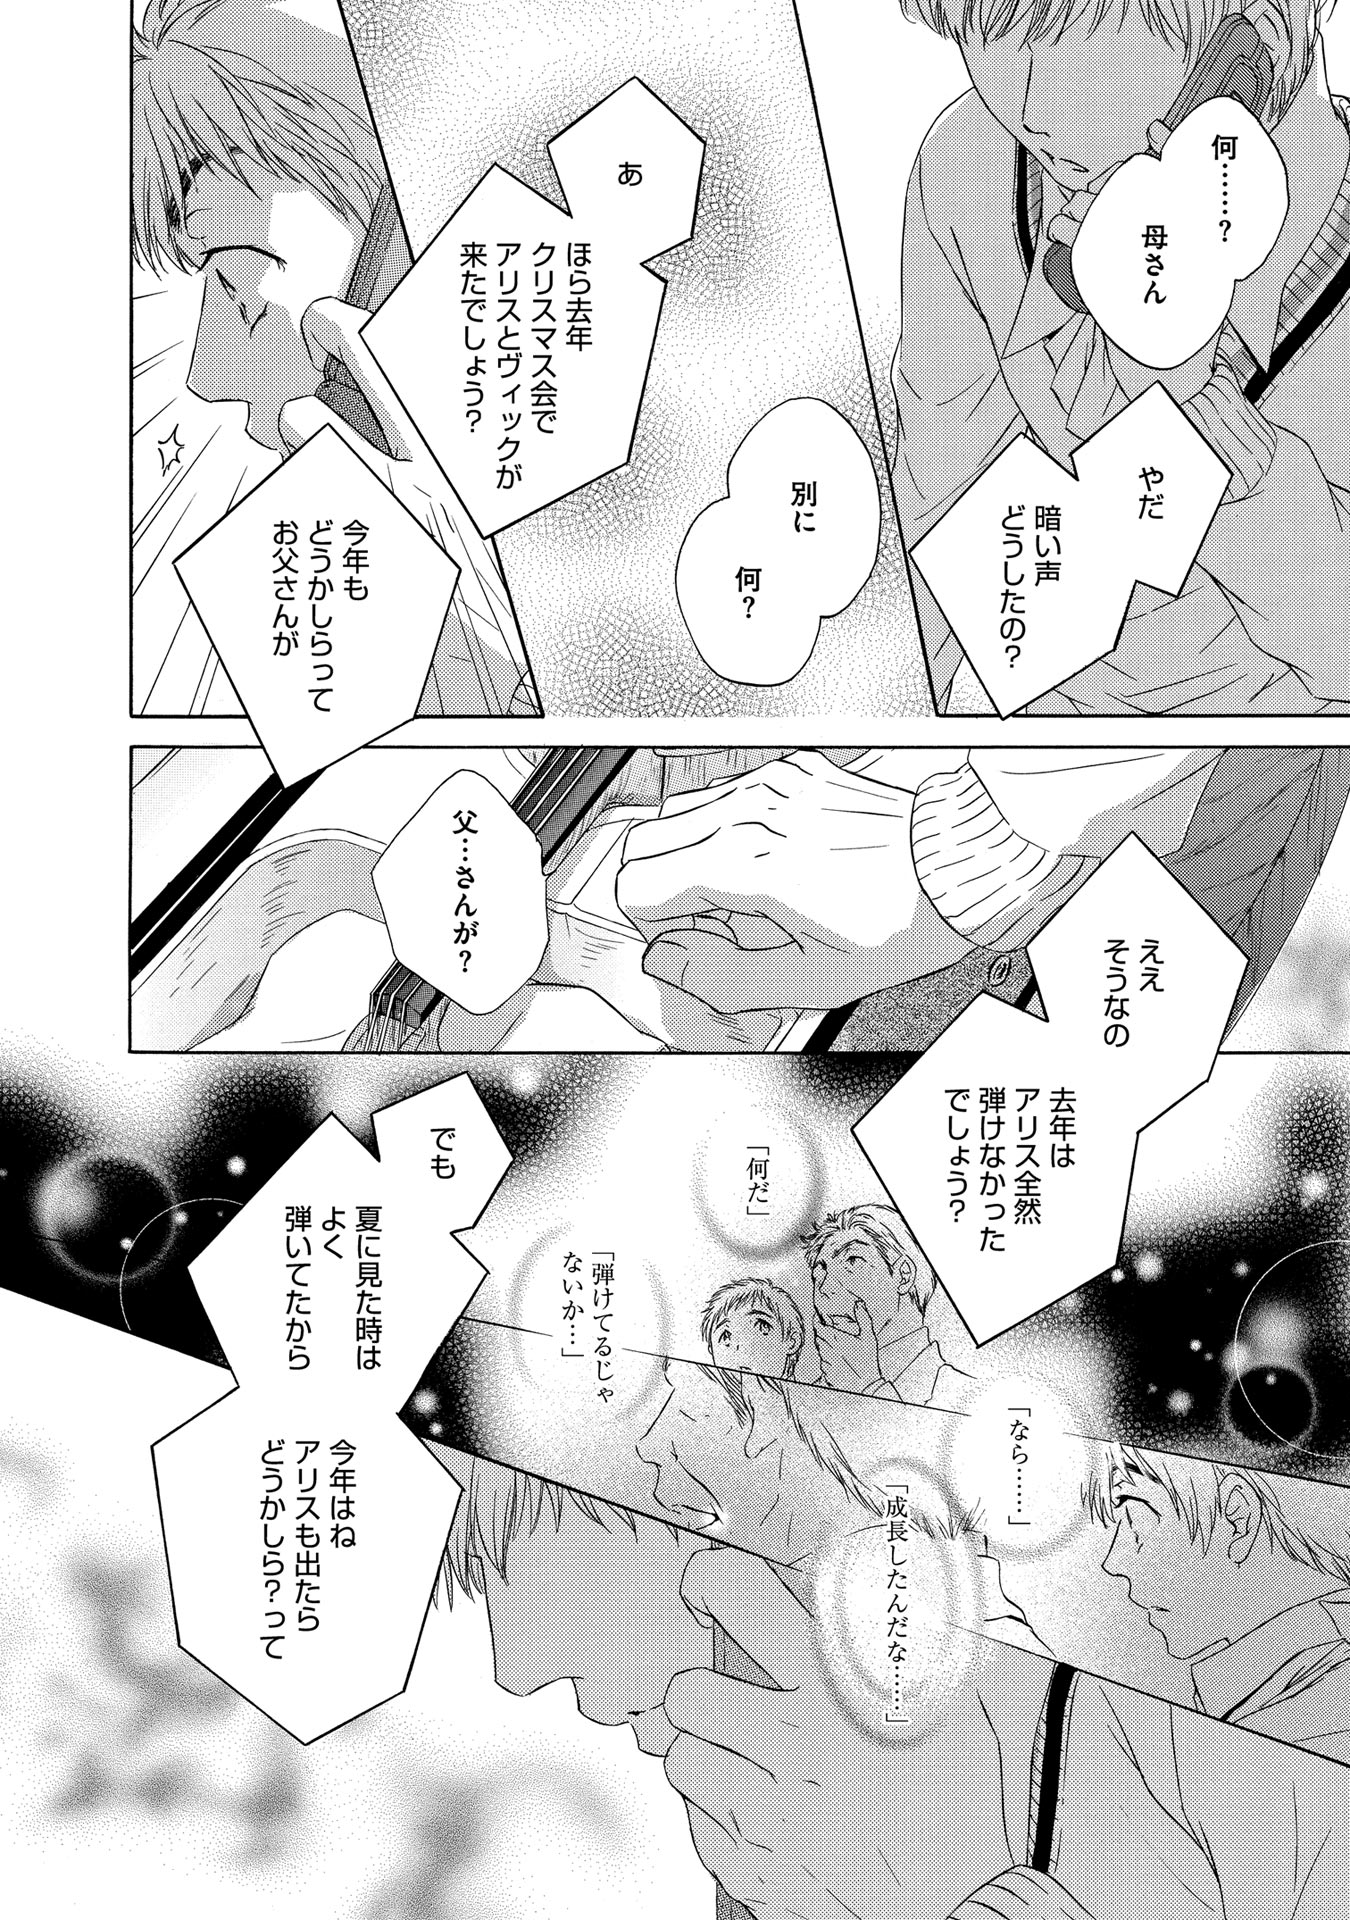 何……?
母さん
やだ
暗い声
どうしたの?
別に
何?
あ
ほら去年
クリスマス会で
アリスとヴィックが
来たでしょう?
今年も
どうかしらって
お父さんが
父…さんが?
ええ
そうなの
去年は
アリス全然
弾けなかった
でしょう?
「何だ」
「弾けてるじゃ
ないか…」
「なら……」
「成長したんだな……」
でも
夏に見た時は
よく
弾いてたから
今年はね
アリスも出たら
どうかしら?って